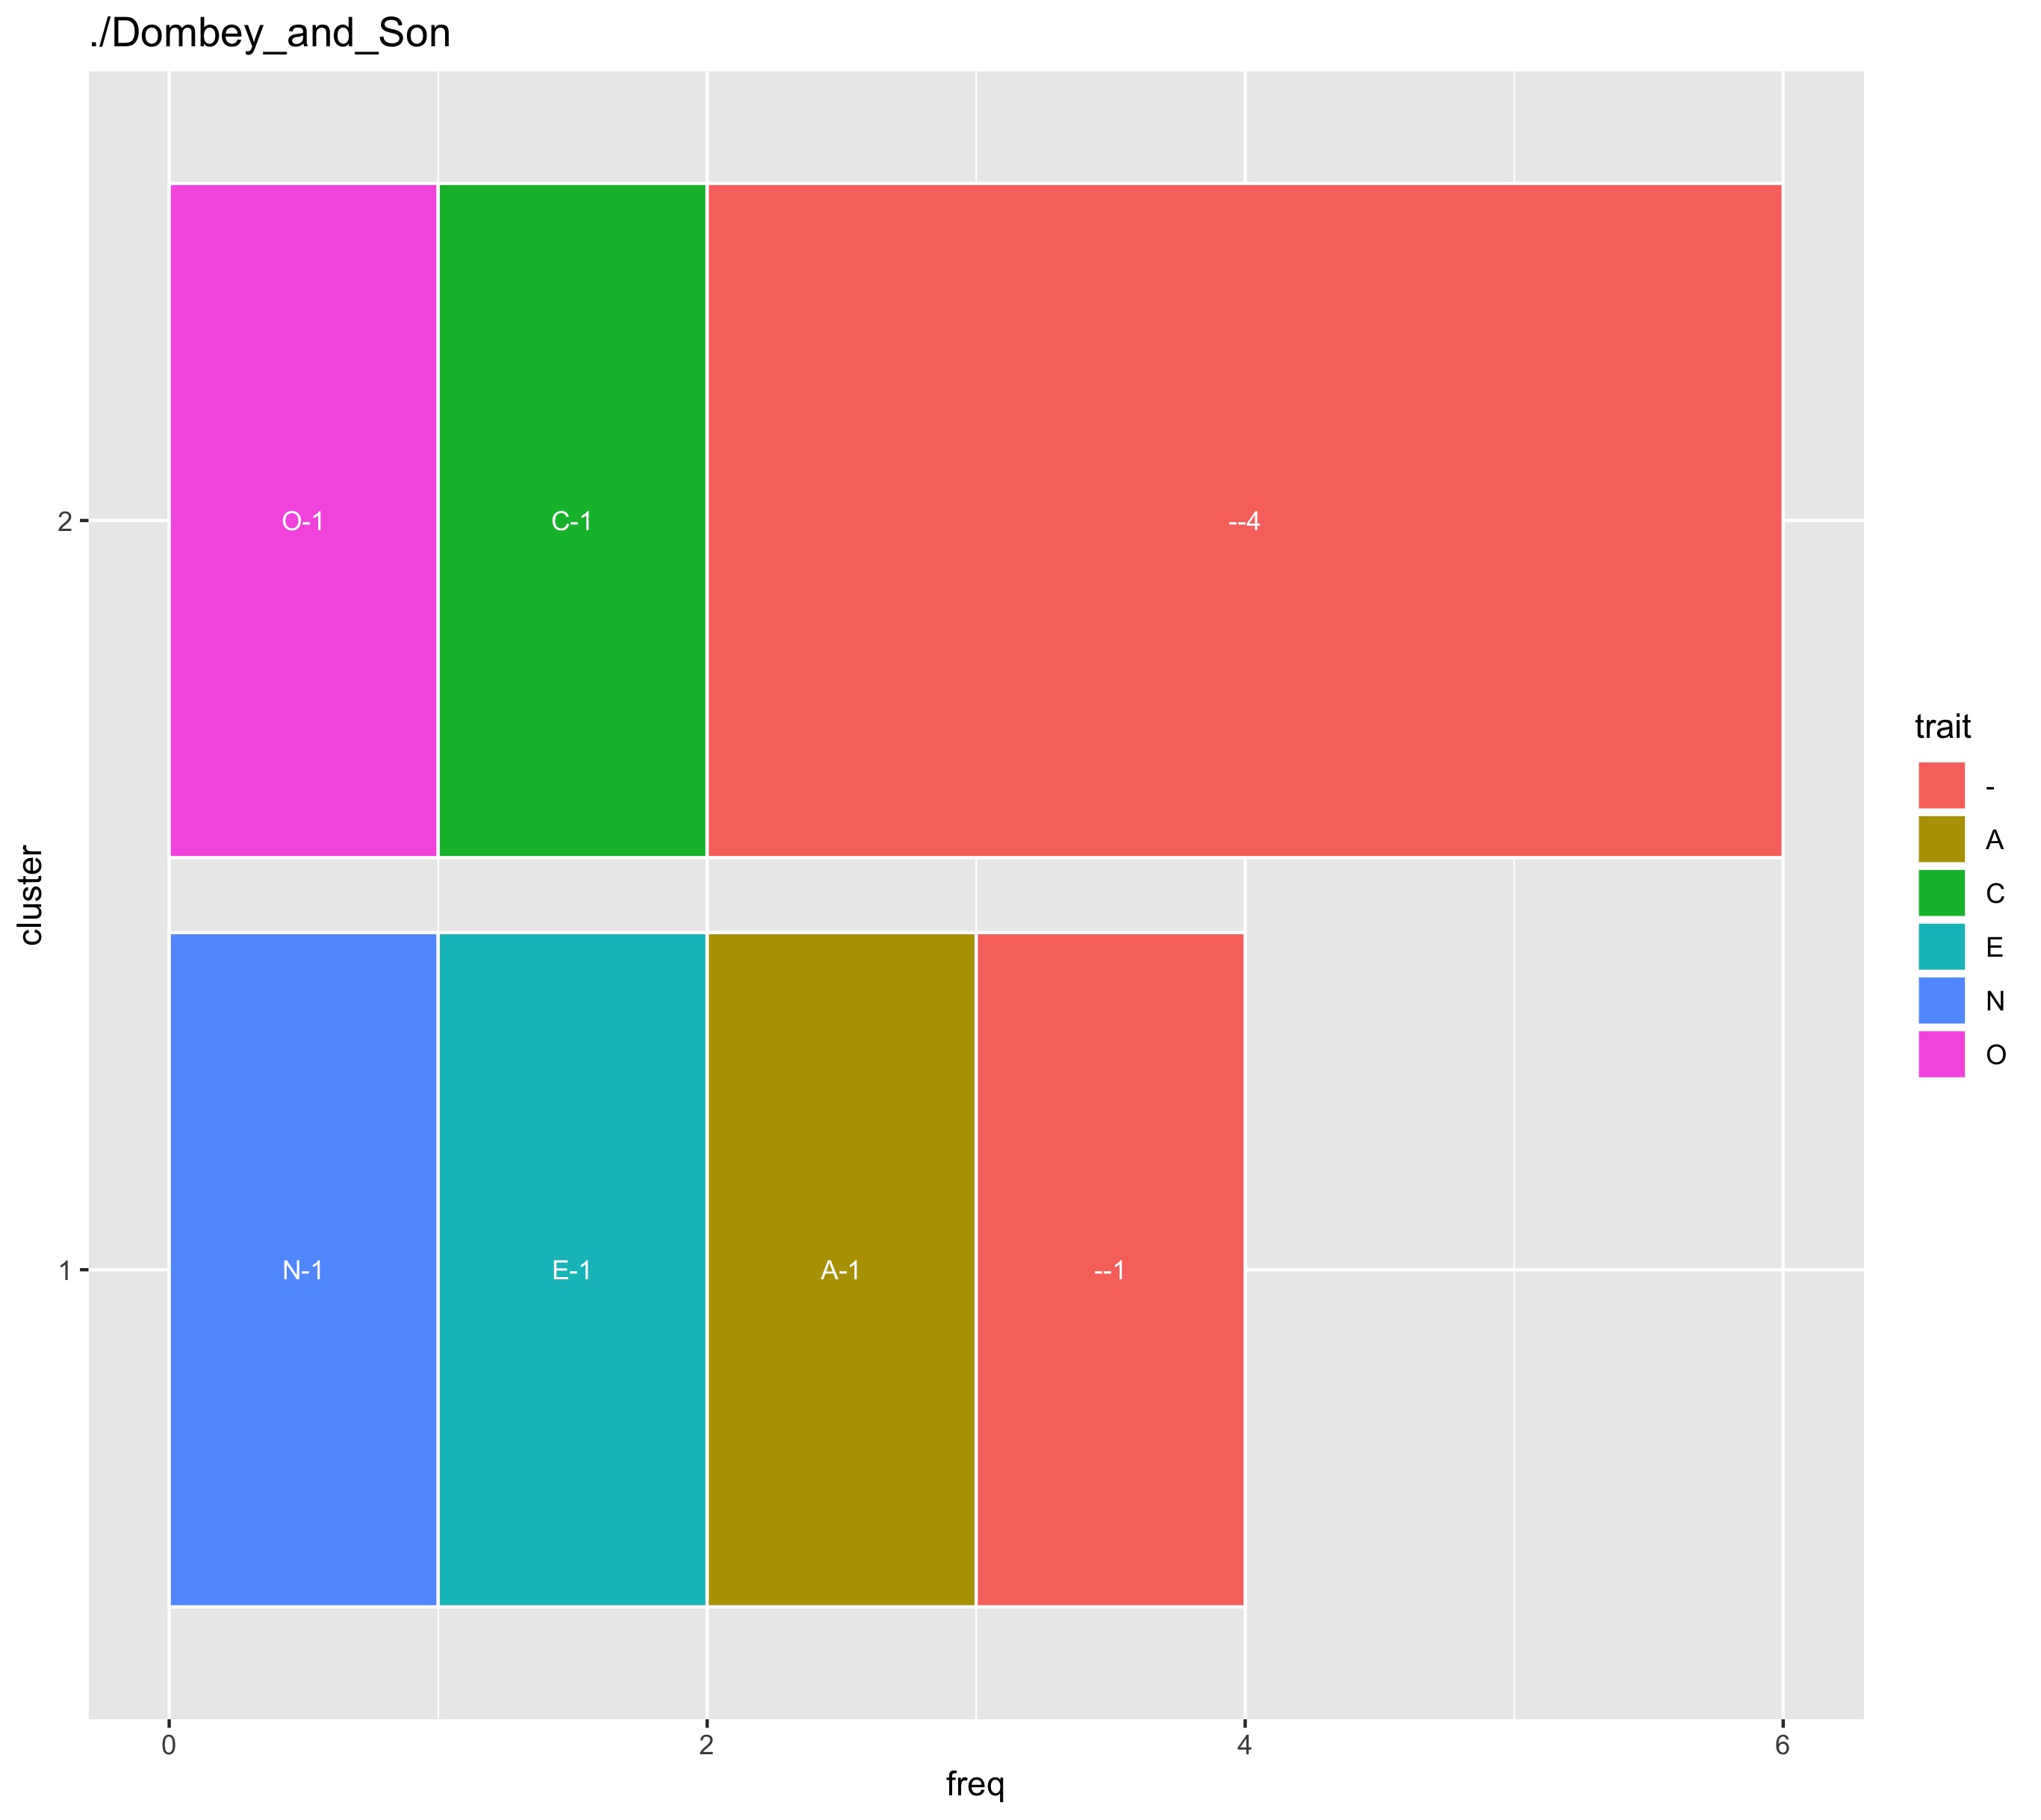 ./Dombey_and_Son
cluster
2
O-1 C-1 --4
1
N-1 E-1 A-1 --1
0 2 4 6
freq
trait
-
A
C
E
N
O